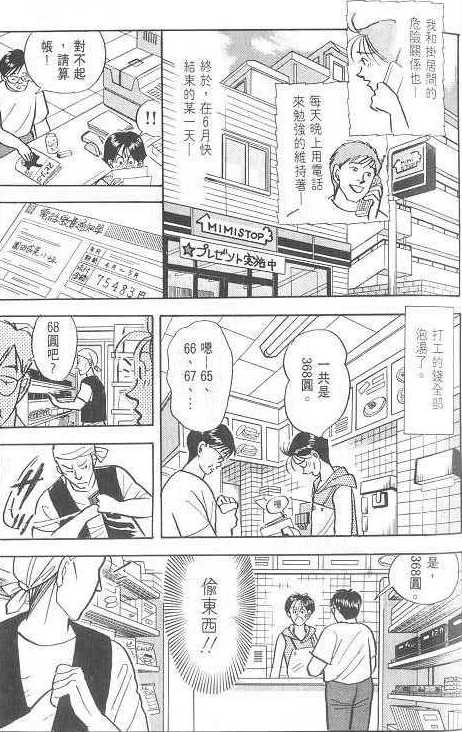 我和掛居間的
危險關係也！—
每天晚上用電話
來勉強的維持著—
終於，在6月快
結束的某一天—
MIMISTOP
☆プレゼント実施中
對不起
，請算
帳！
!!
75483円
打工的錢全部
泡湯了。
一共是
368圓。
嗯，65、
66、
67、…
68圓吧？
是，
368圓。
偷東西!!